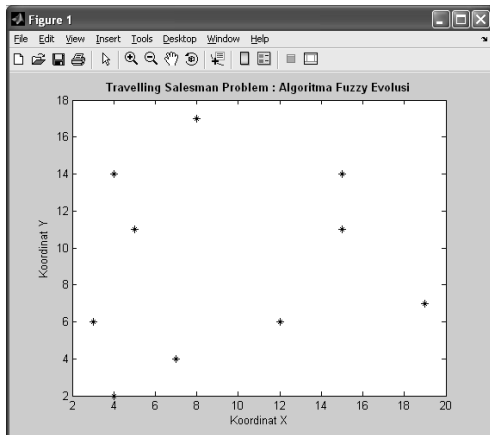 Figure 1
File Edit View Insert Tools Desktop Window Help
Travelling Salesman Problem : Algoritma Fuzzy Evolusi
18
16
14
12
10
8
6
4
2
Koordinat Y
2 4 6 8 10 12 14 16 18 20
Koordinat X